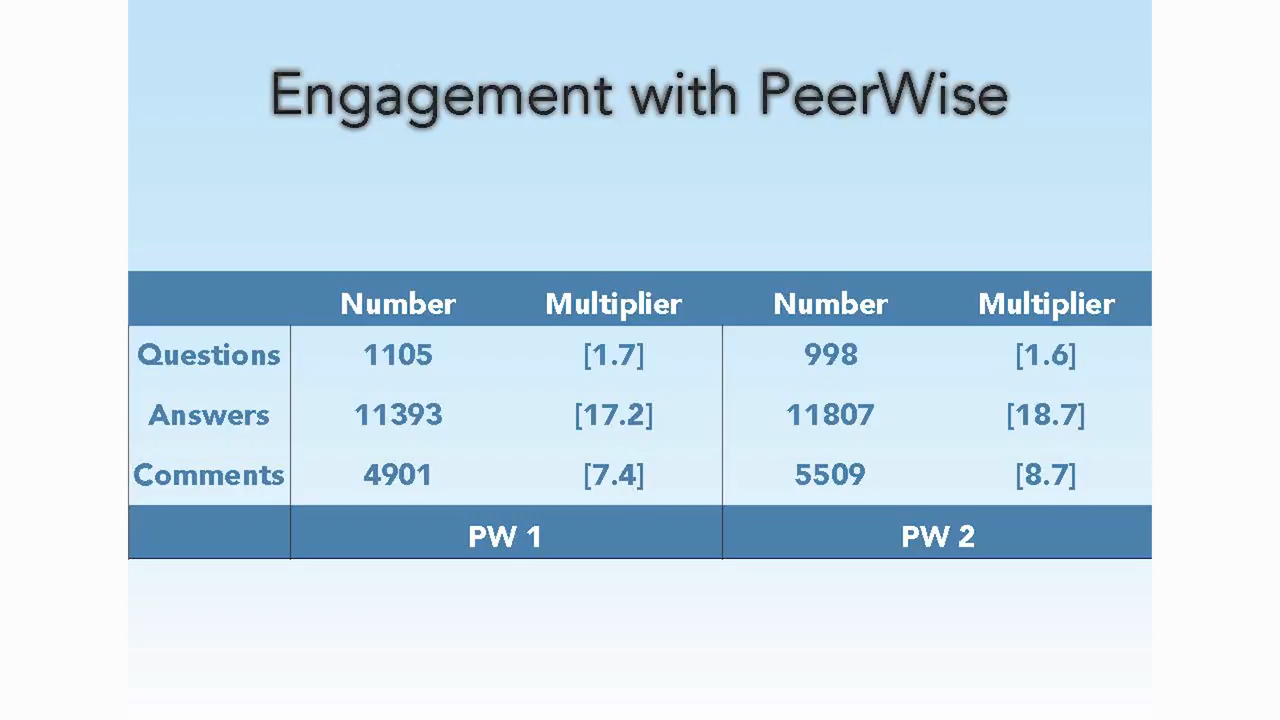 Engagement with PeerWise
Number Multiplier Number Multiplier
Questions 1105 [1.7] 998 [1.6]
Answers 11393 [17.2] 11807 [18.7]
Comments 4901 [7.4] 5509 [8.7]
PW 1 PW 2